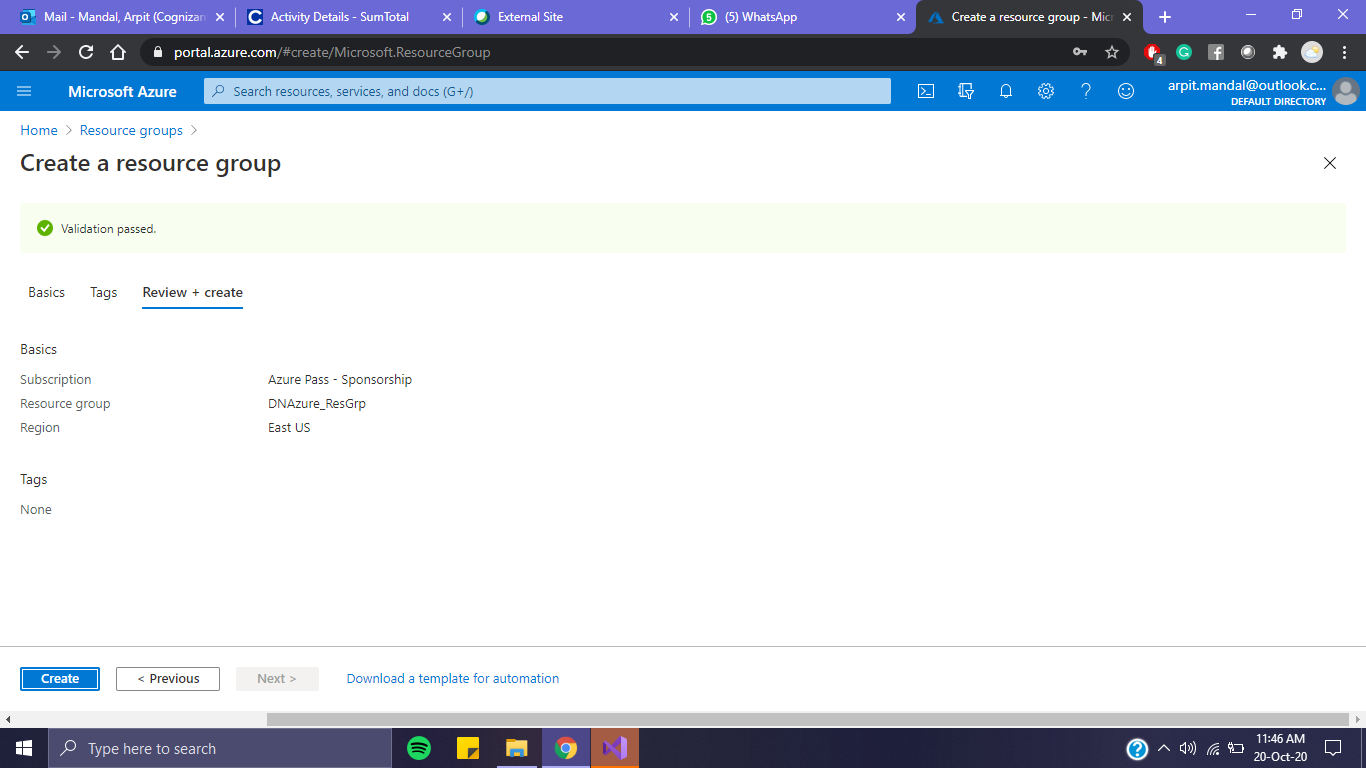 Mail - Mandal, Arpit (Cognizan
Activity Details - SumTotal
External Site
(5) WhatsApp
Create a resource group - Micr
portal.azure.com/#create/Microsoft.ResourceGroup
4
Microsoft Azure
Search resources, services, and docs (G+/)
arpit.mandal@outlook.c...
DEFAULT DIRECTORY
Home > Resource groups >
Create a resource group
Validation passed.
Basics Tags Review + create
Basics
Subscription Azure Pass - Sponsorship
Resource group DNAzure_ResGrp
Region East US
Tags
None
Create < Previous Next > Download a template for automation
Type here to search
11:46 AM
20-Oct-20